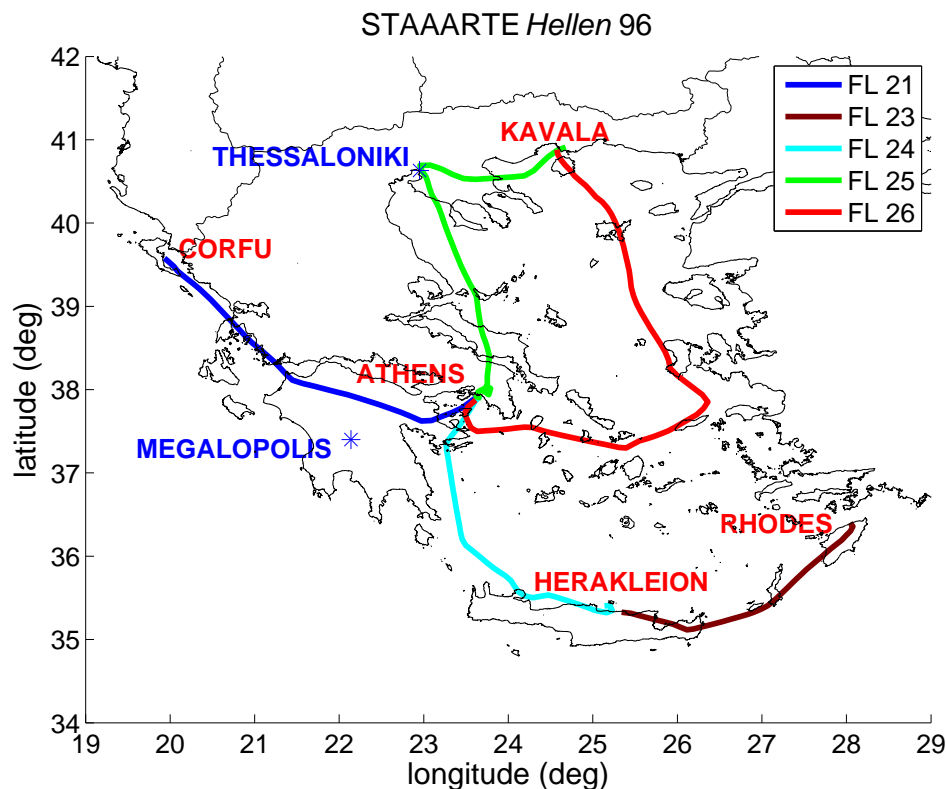 STAAARTE Hellen 96
42
41
40
39
38
37
36
35
34
latitude (deg)
FL 21
FL 23
FL 24
FL 25
FL 26
KAVALA
THESSALONIKI
CORFU
ATHENS
MEGALOPOLIS
RHODES
HERAKLEION
19 20 21 22 23 24 25 26 27 28 29
longitude (deg)